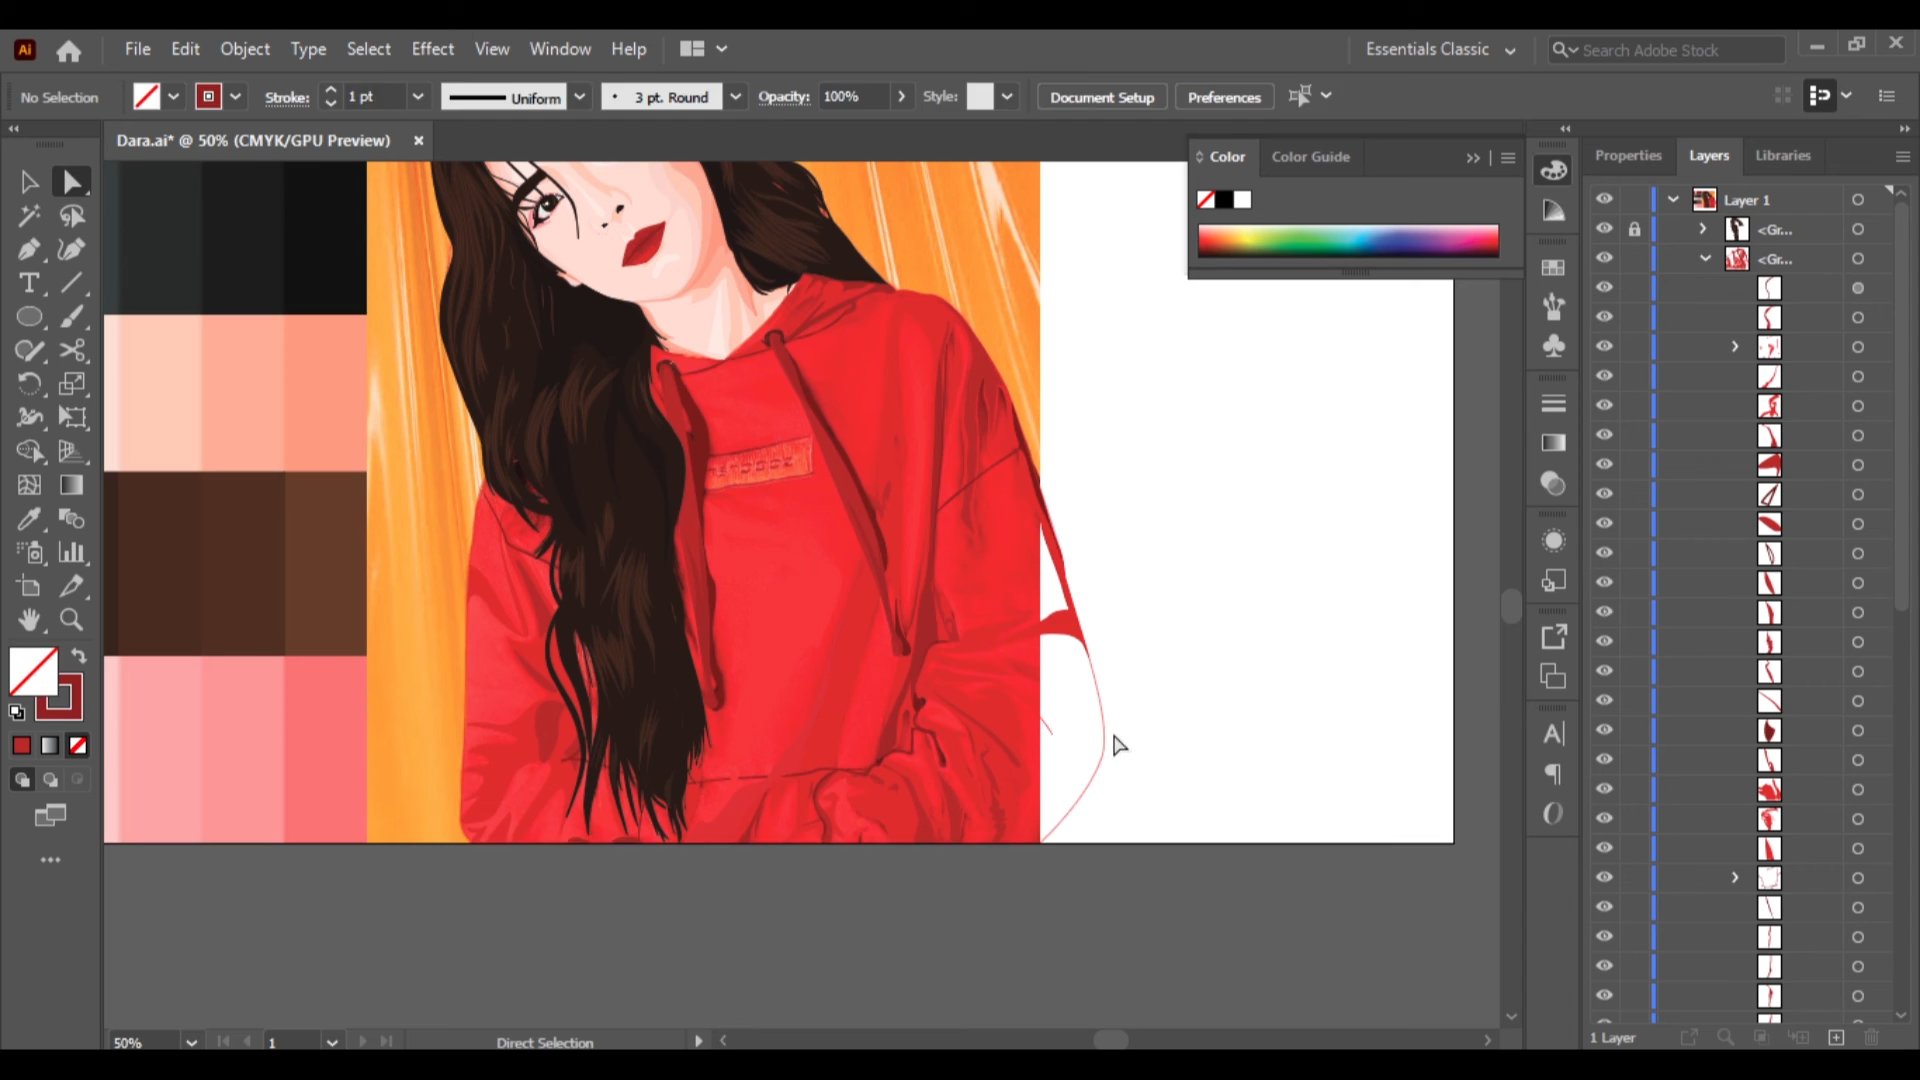 Ai File Edit Object Type Select Effect View Window Help Essentials Classic Search Adobe Stock
No Selection Stroke: 1 pt Uniform 3 pt. Round Opacity: 100% Style: Document Setup Preferences
Dara.ai* @ 50% (CMYK/GPU Preview)
Color Color Guide
Properties Layers Libraries
Layer 1
<Gr...
<Gr...
50% 1 Direct Selection
1 Layer